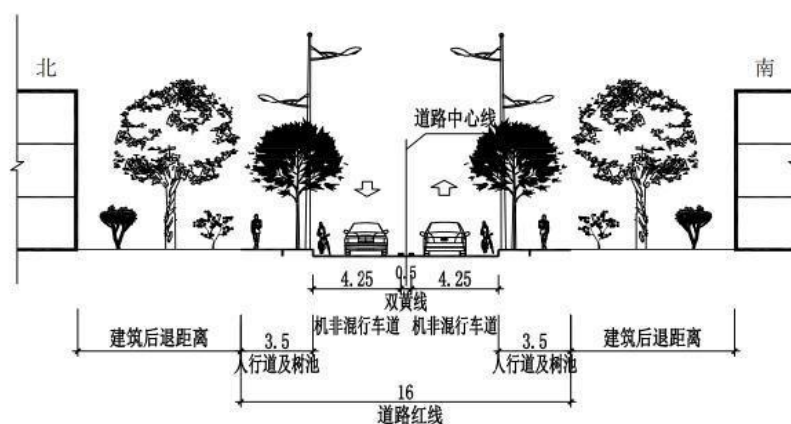 北
南
道路中心线
4.25
0.5
4.25
双黄线
机非混行车道
机非混行车道
建筑后退距离
3.5
3.5
建筑后退距离
人行道及树池
人行道及树池
16
道路红线